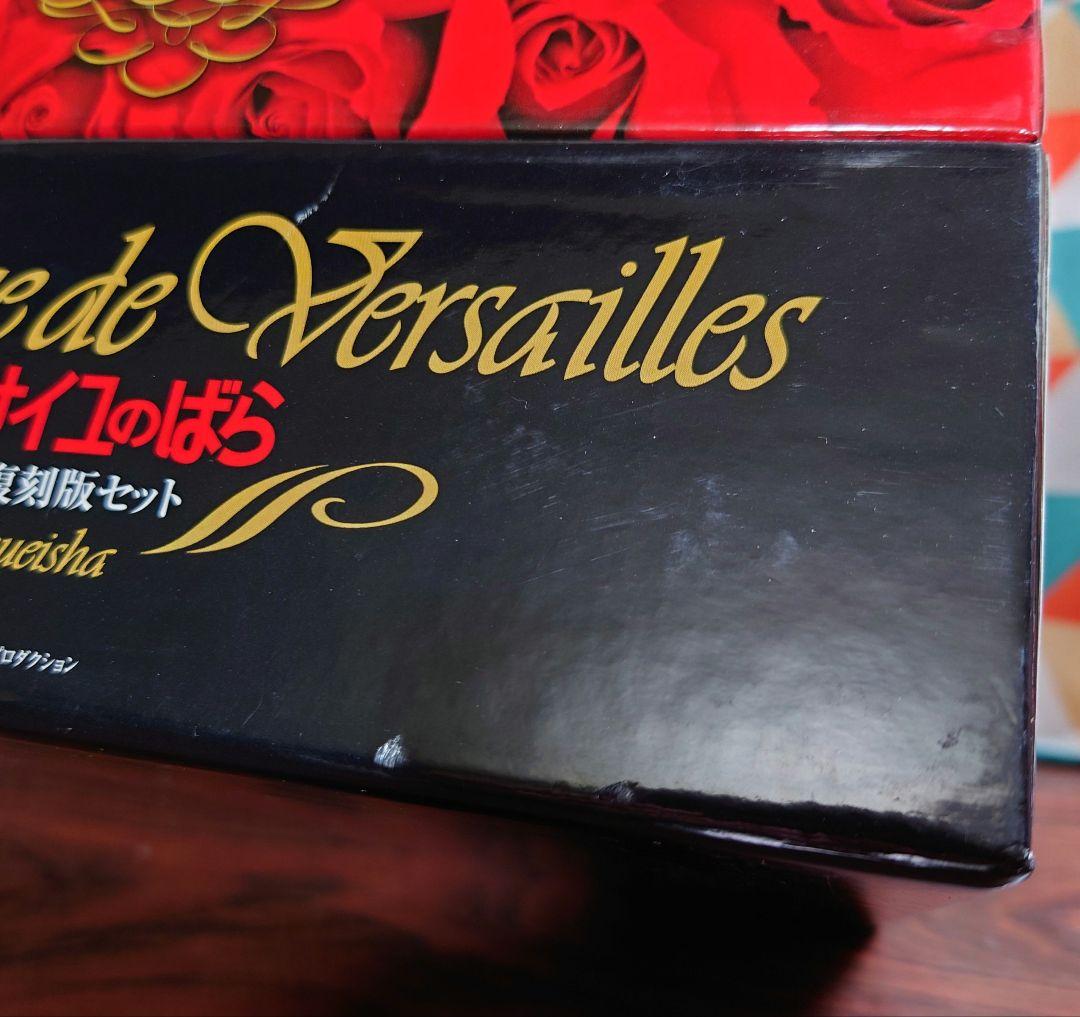 de Versailles
イユのばら
復刻版セット
ueisha
プロダクション